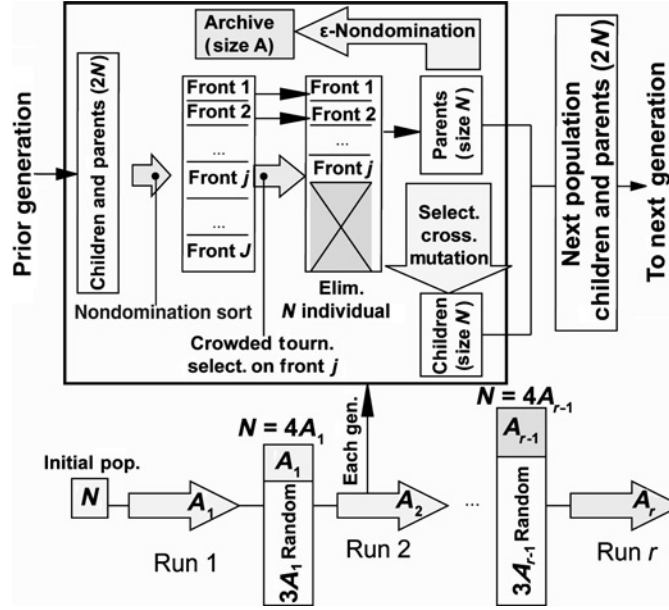 Archive
(size A)
ε-Nondomination
Prior generation
Children and parents (2N)
Front 1
Front 2
...
Front j
...
Front J
Front 1
Front 2
...
Front j
Parents
(size N)
Select.
cross.
mutation
Children
(size N)
Next population
children and parents (2N)
To next generation
Nondomination sort
Elim.
N individual
Crowded tourn.
select. on front j
Each gen.
Initial pop.
N
A₁
Run 1
N = 4A₁
A₁
3A₁ Random
A₂
Run 2
...
N = 4Aᵣ₋₁
Aᵣ₋₁
3Aᵣ₋₁ Random
Aᵣ
Run r